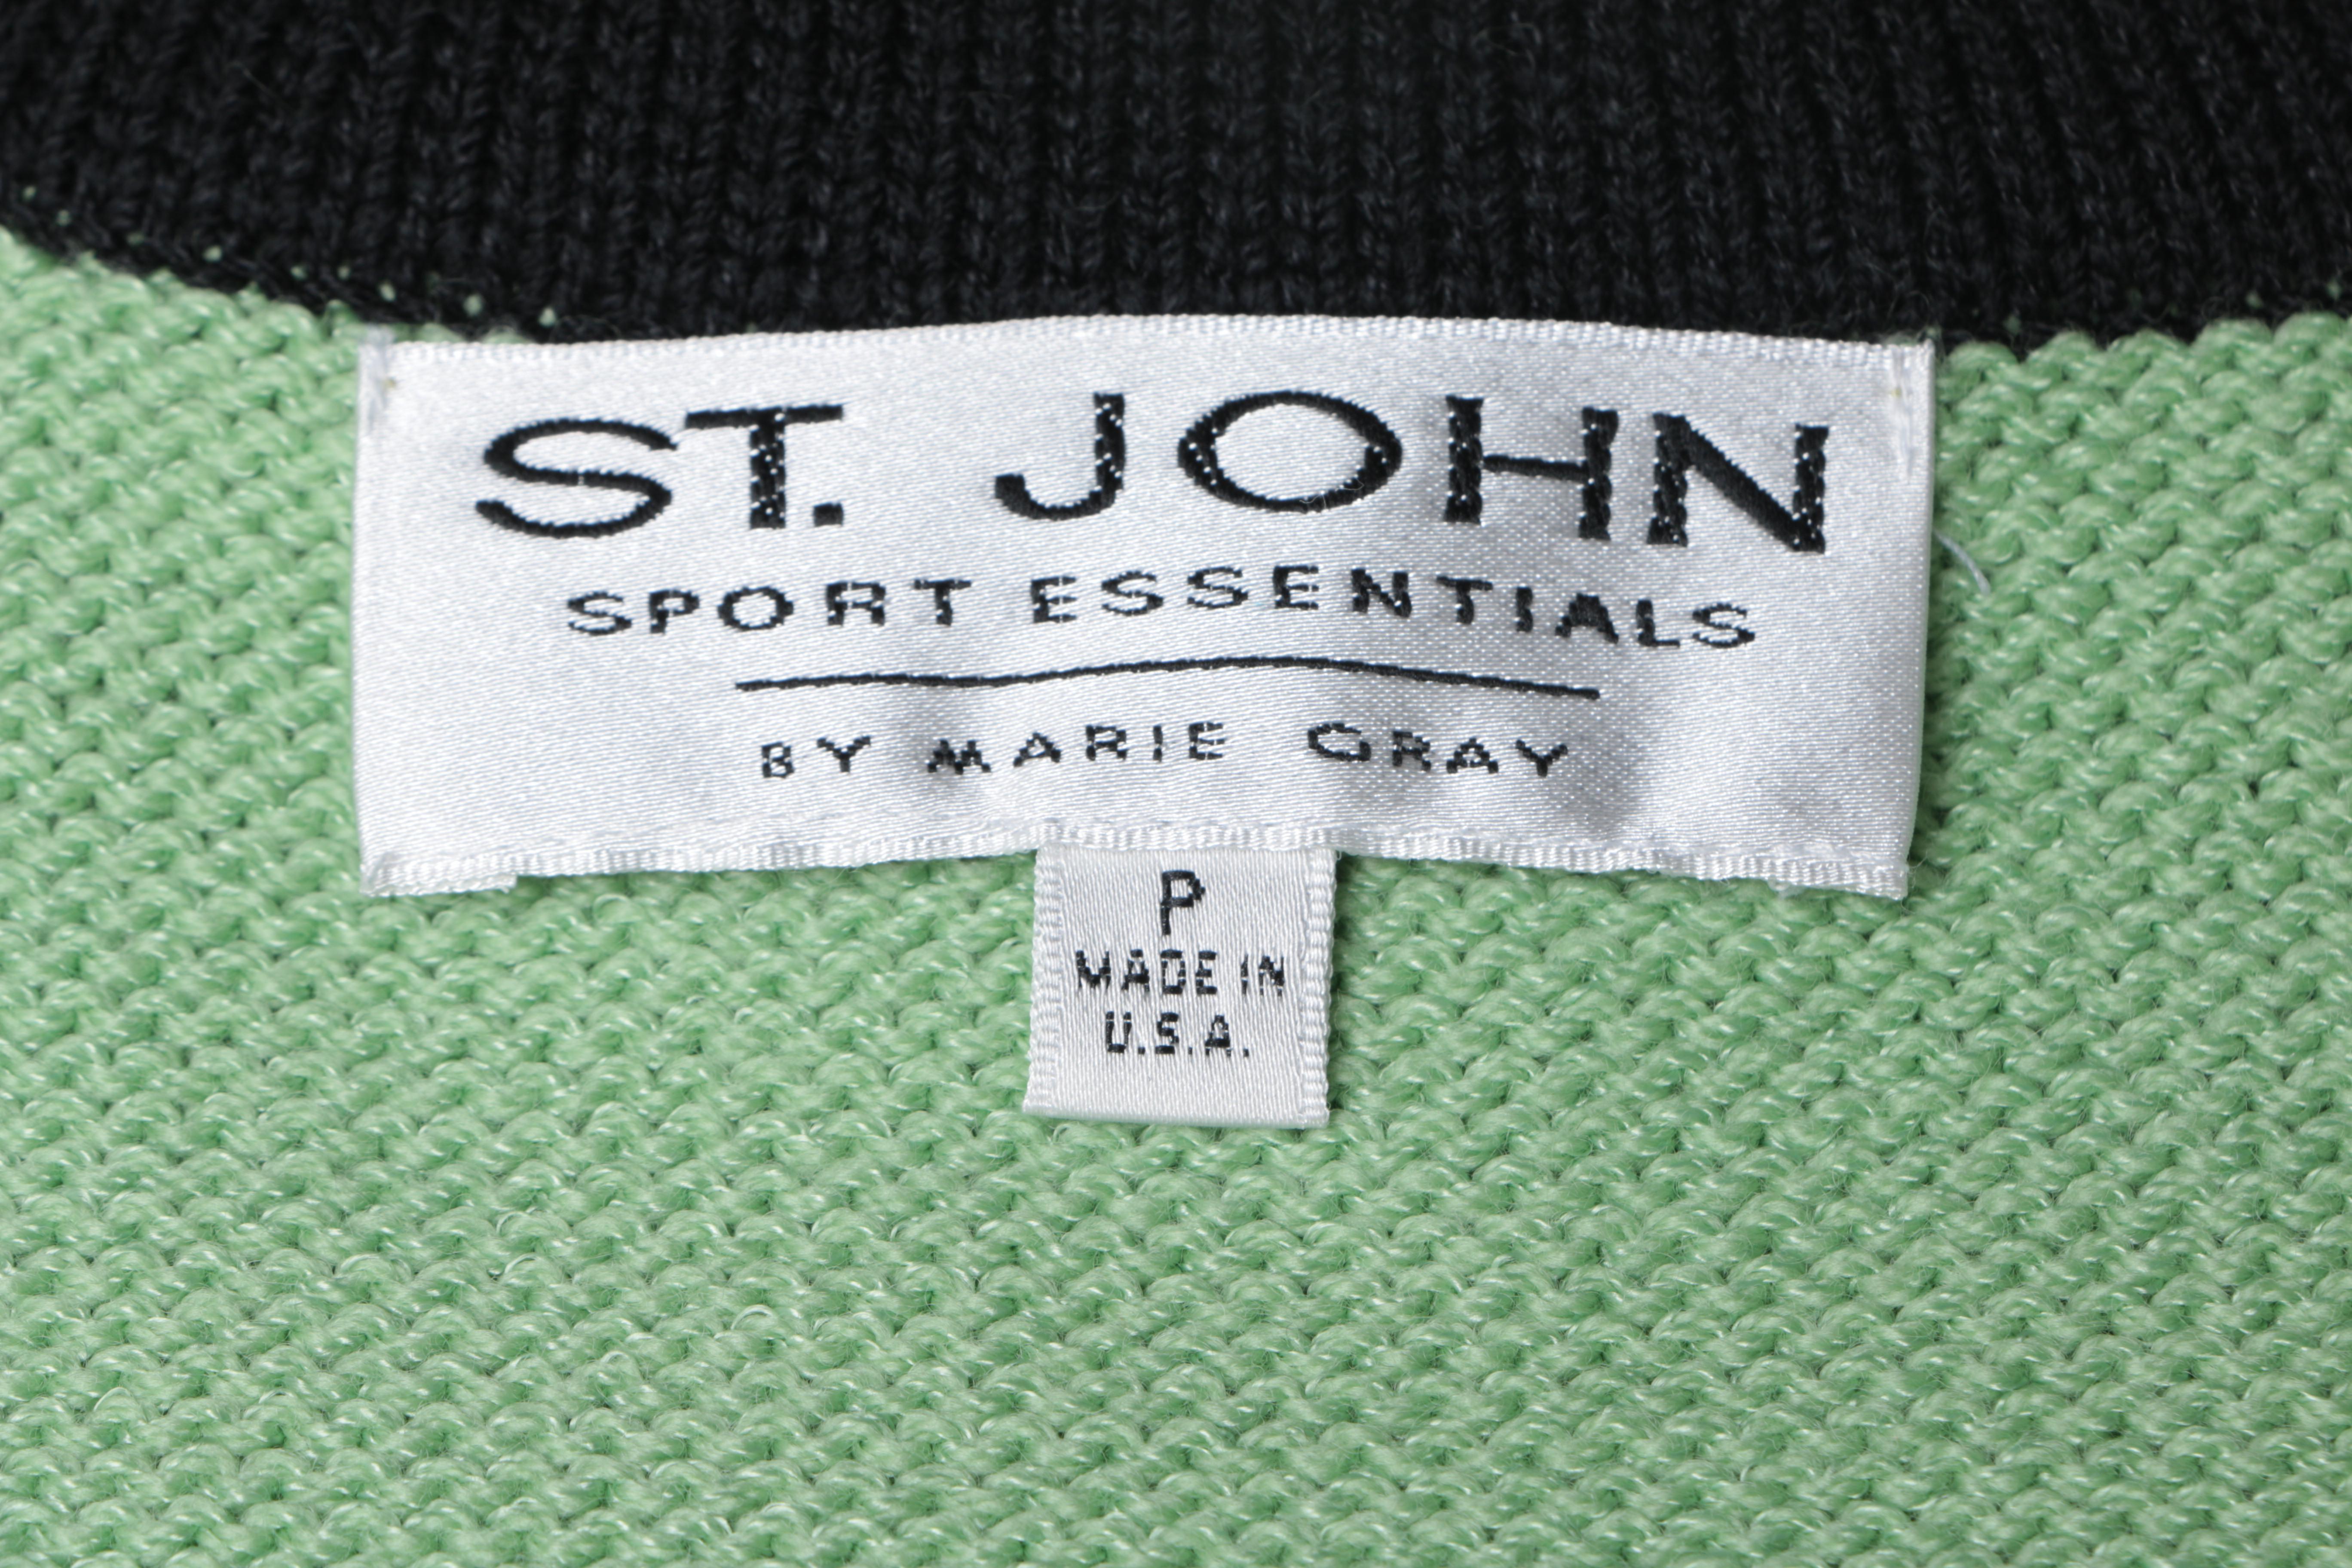 ST. JOHN
SPORT ESSENTIALS
BY MARIE GRAY
P
MADE IN
U.S.A.